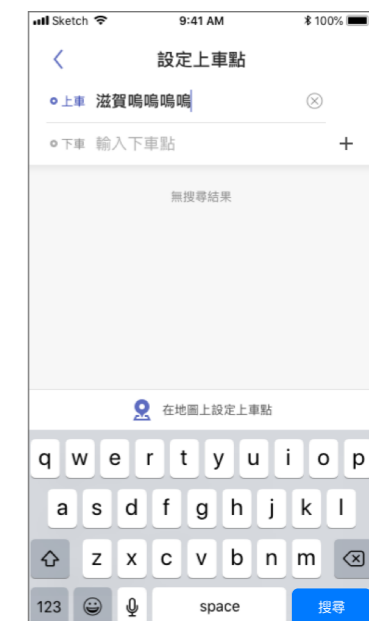 Sketch 9:41 AM 100%
設定上車點
上車 滋賀嗚嗚嗚嗚
下車 輸入下車點 +
無搜尋結果
在地圖上設定上車點
q w e r t y u i o p
a s d f g h j k l
z x c v b n m
123 space 搜尋